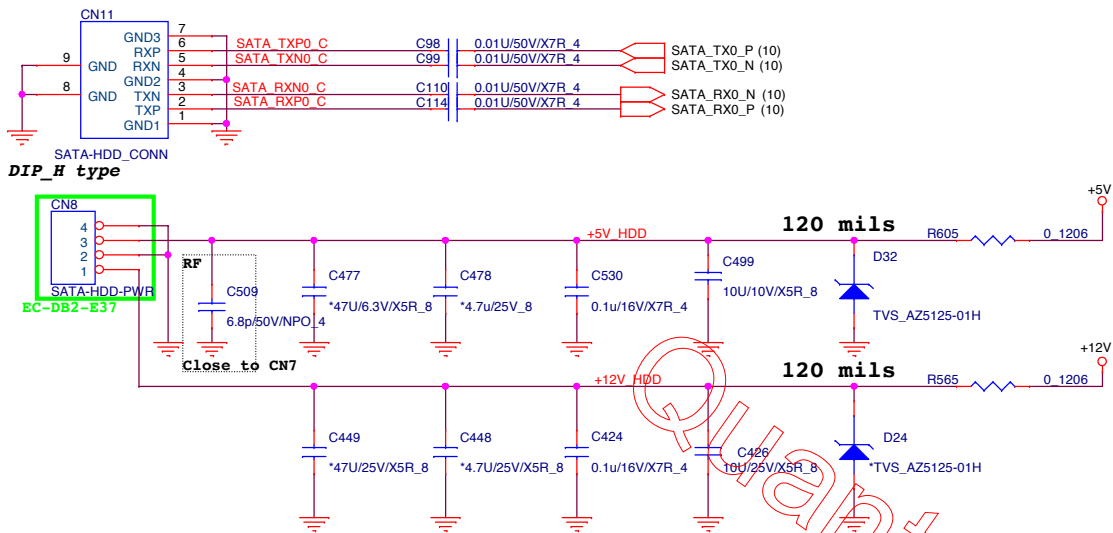 CN11
GND3 7
RXP 6 SATA_TXP0_C C98 0.01U/50V/X7R_4 SATA_TX0_P (10)
9 GND RXN 5 SATA_TXN0_C C99 0.01U/50V/X7R_4 SATA_TX0_N (10)
GND2 4
8 GND TXN 3 SATA_RXN0_C C110 0.01U/50V/X7R_4 SATA_RX0_N (10)
TXP 2 SATA_RXP0_C C114 0.01U/50V/X7R_4 SATA_RX0_P (10)
GND1 1
SATA-HDD_CONN
DIP_H type
CN8
4
3
2
1
SATA-HDD-PWR
EC-DB2-E37
+5V_HDD
120 mils
R605 0_1206
+5V
RF
C509
6.8p/50V/NPO_4
Close to CN7
C477
*47U/6.3V/X5R_8
C478
*4.7u/25V_8
C530
0.1u/16V/X7R_4
C499
10U/10V/X5R_8
D32
TVS_AZ5125-01H
+12V_HDD
120 mils
R565 0_1206
+12V
C449
*47U/25V/X5R_8
C448
*4.7U/25V/X5R_8
C424
0.1u/16V/X7R_4
C426
10U/25V/X5R_8
D24
*TVS_AZ5125-01H